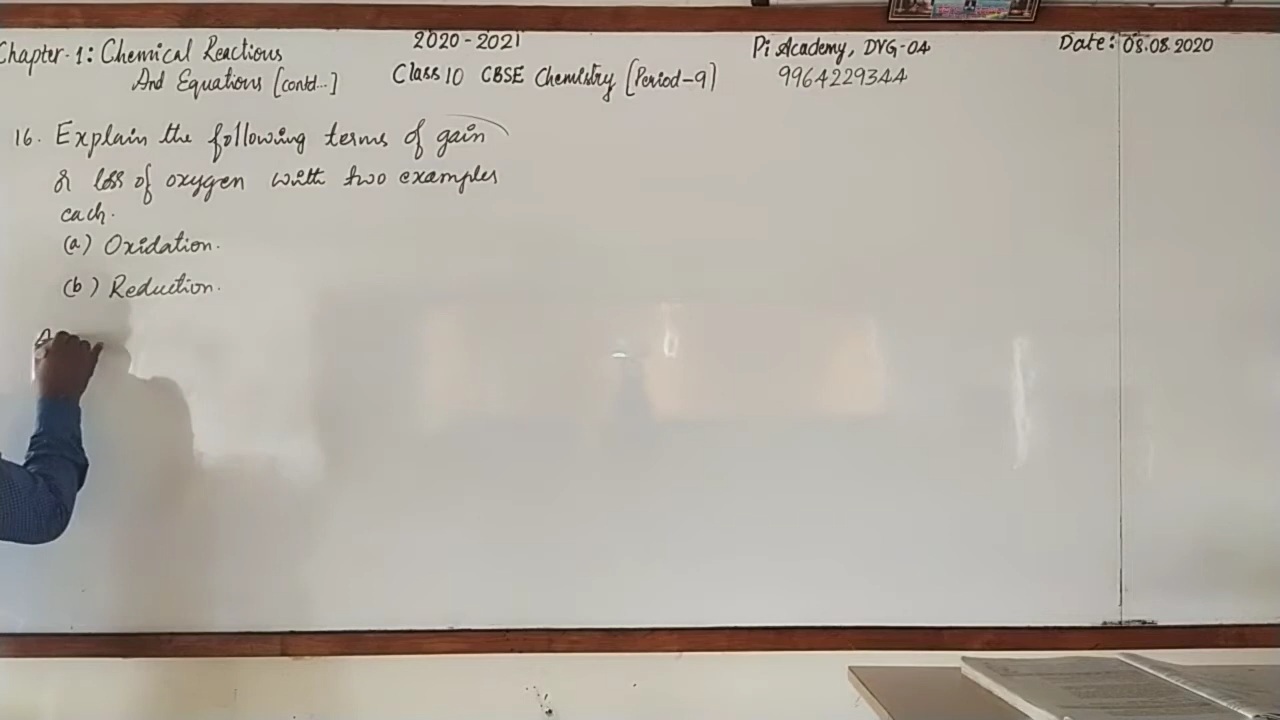 Chapter-1: Chemical Reactions
And Equations [contd...]
2020-2021
Class 10 CBSE Chemistry [Period-9]
Pi Academy, DVG-04
9964229344
Date: 08.08.2020
16. Explain the following terms of gain
& loss of oxygen with two examples
each.
(a) Oxidation.
(b) Reduction.
A